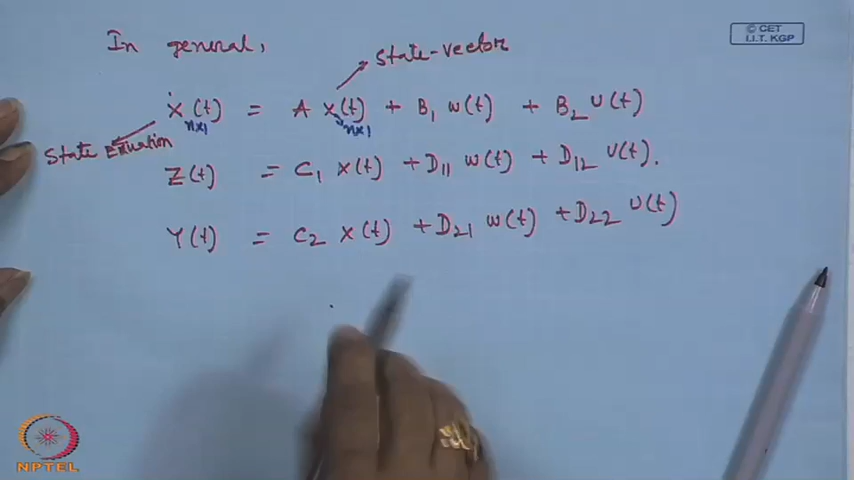 In general,
© CET
I.I.T. KGP
State-vector
ẋ(t) = A x(t) + B₁ w(t) + B₂ U(t)
n×1 n×1
State Equation
Z(t) = C₁ x(t) + D₁₁ w(t) + D₁₂ U(t).
Y(t) = C₂ x(t) + D₂₁ w(t) + D₂₂ U(t)
NPTEL